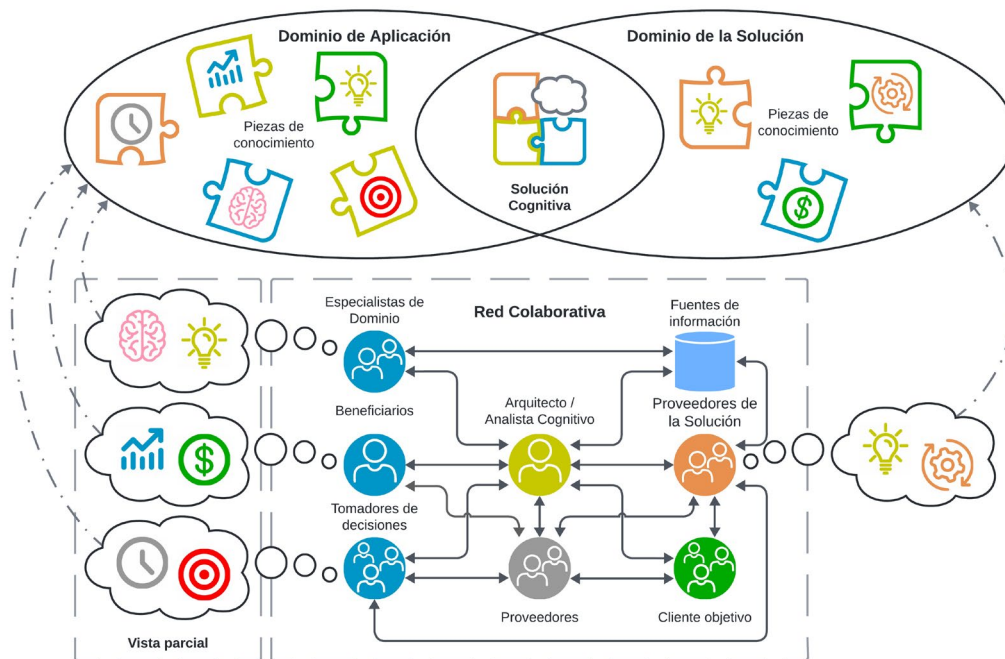 Dominio de Aplicación
Dominio de la Solución
Piezas de
conocimiento
Piezas de
conocimiento
Solución
Cognitiva
Especialistas de
Dominio
Red Colaborativa
Fuentes de
información
Beneficiarios
Arquitecto /
Analista Cognitivo
Proveedores de
la Solución
Tomadores de
decisiones
Proveedores
Cliente objetivo
Vista parcial